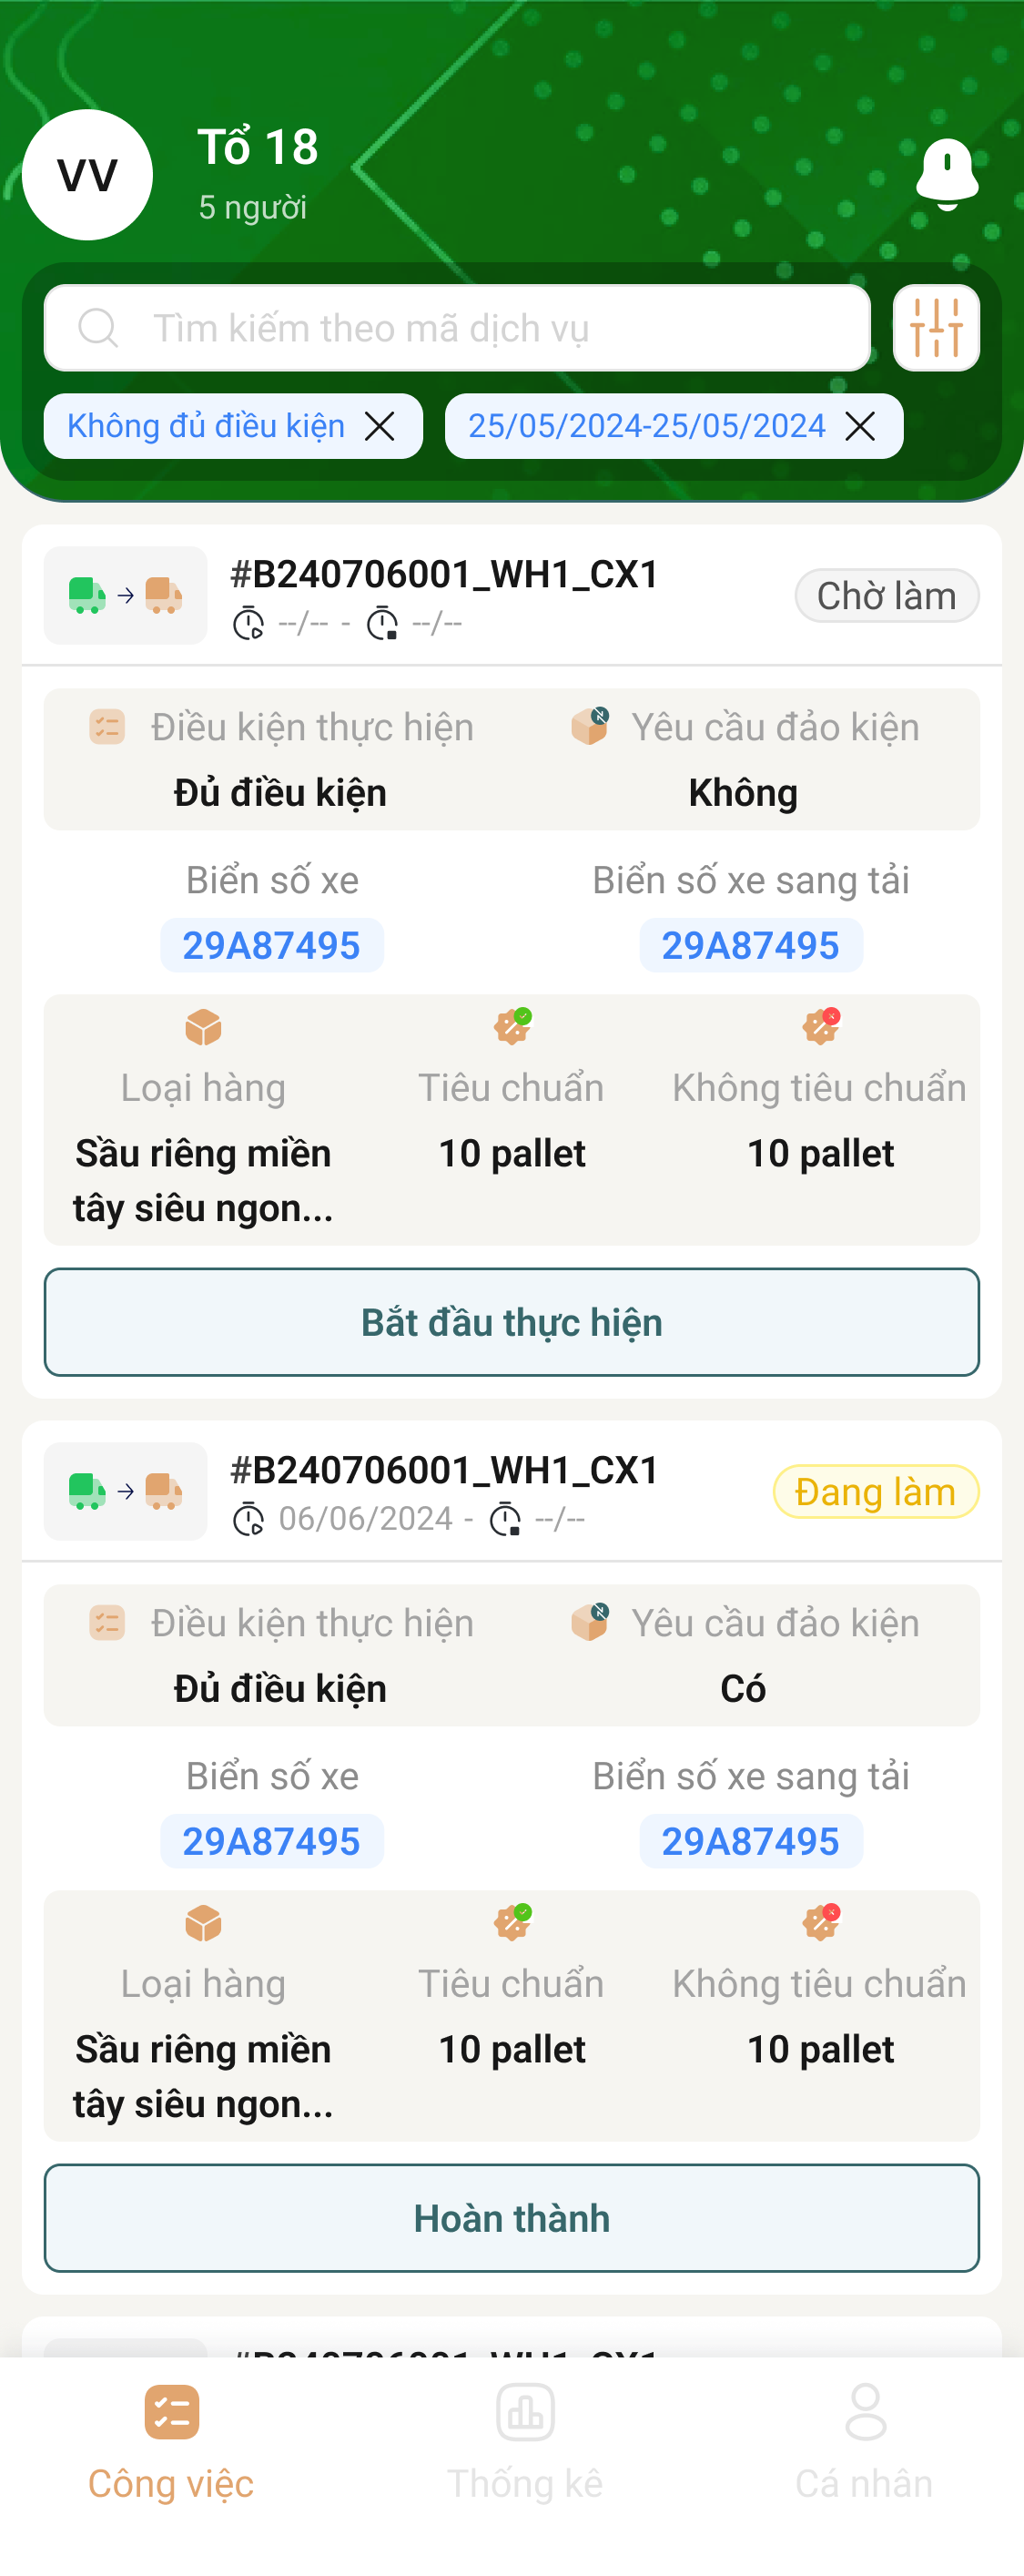 VV
Tổ 18
5 người
Tìm kiếm theo mã dịch vụ
Không đủ điều kiện
25/05/2024-25/05/2024
#B240706001_WH1_CX1
--/-- - --/--
Chờ làm
Điều kiện thực hiện
Yêu cầu đảo kiện
Đủ điều kiện
Không
Biển số xe
Biển số xe sang tải
29A87495
29A87495
Loại hàng
Tiêu chuẩn
Không tiêu chuẩn
Sầu riêng miền
tây siêu ngon...
10 pallet
10 pallet
Bắt đầu thực hiện
#B240706001_WH1_CX1
06/06/2024 - --/--
Đang làm
Điều kiện thực hiện
Yêu cầu đảo kiện
Đủ điều kiện
Có
Biển số xe
Biển số xe sang tải
29A87495
29A87495
Loại hàng
Tiêu chuẩn
Không tiêu chuẩn
Sầu riêng miền
tây siêu ngon...
10 pallet
10 pallet
Hoàn thành
Công việc
Thống kê
Cá nhân